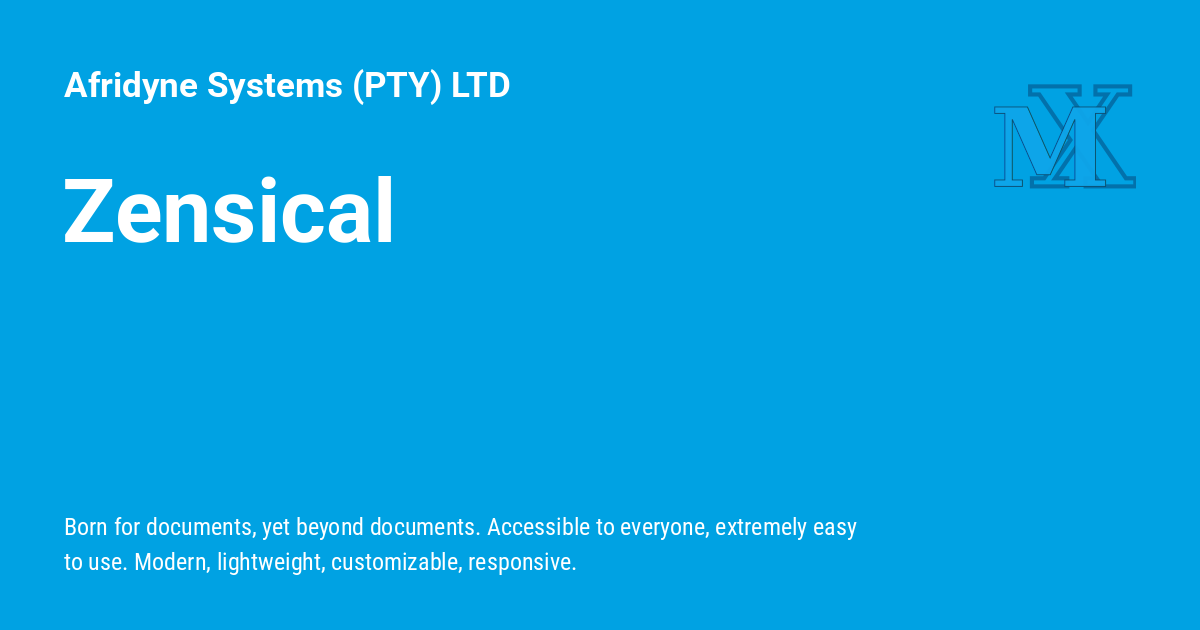 Afridyne Systems (PTY) LTD
MX
Zensical
Born for documents, yet beyond documents. Accessible to everyone, extremely easy
to use. Modern, lightweight, customizable, responsive.